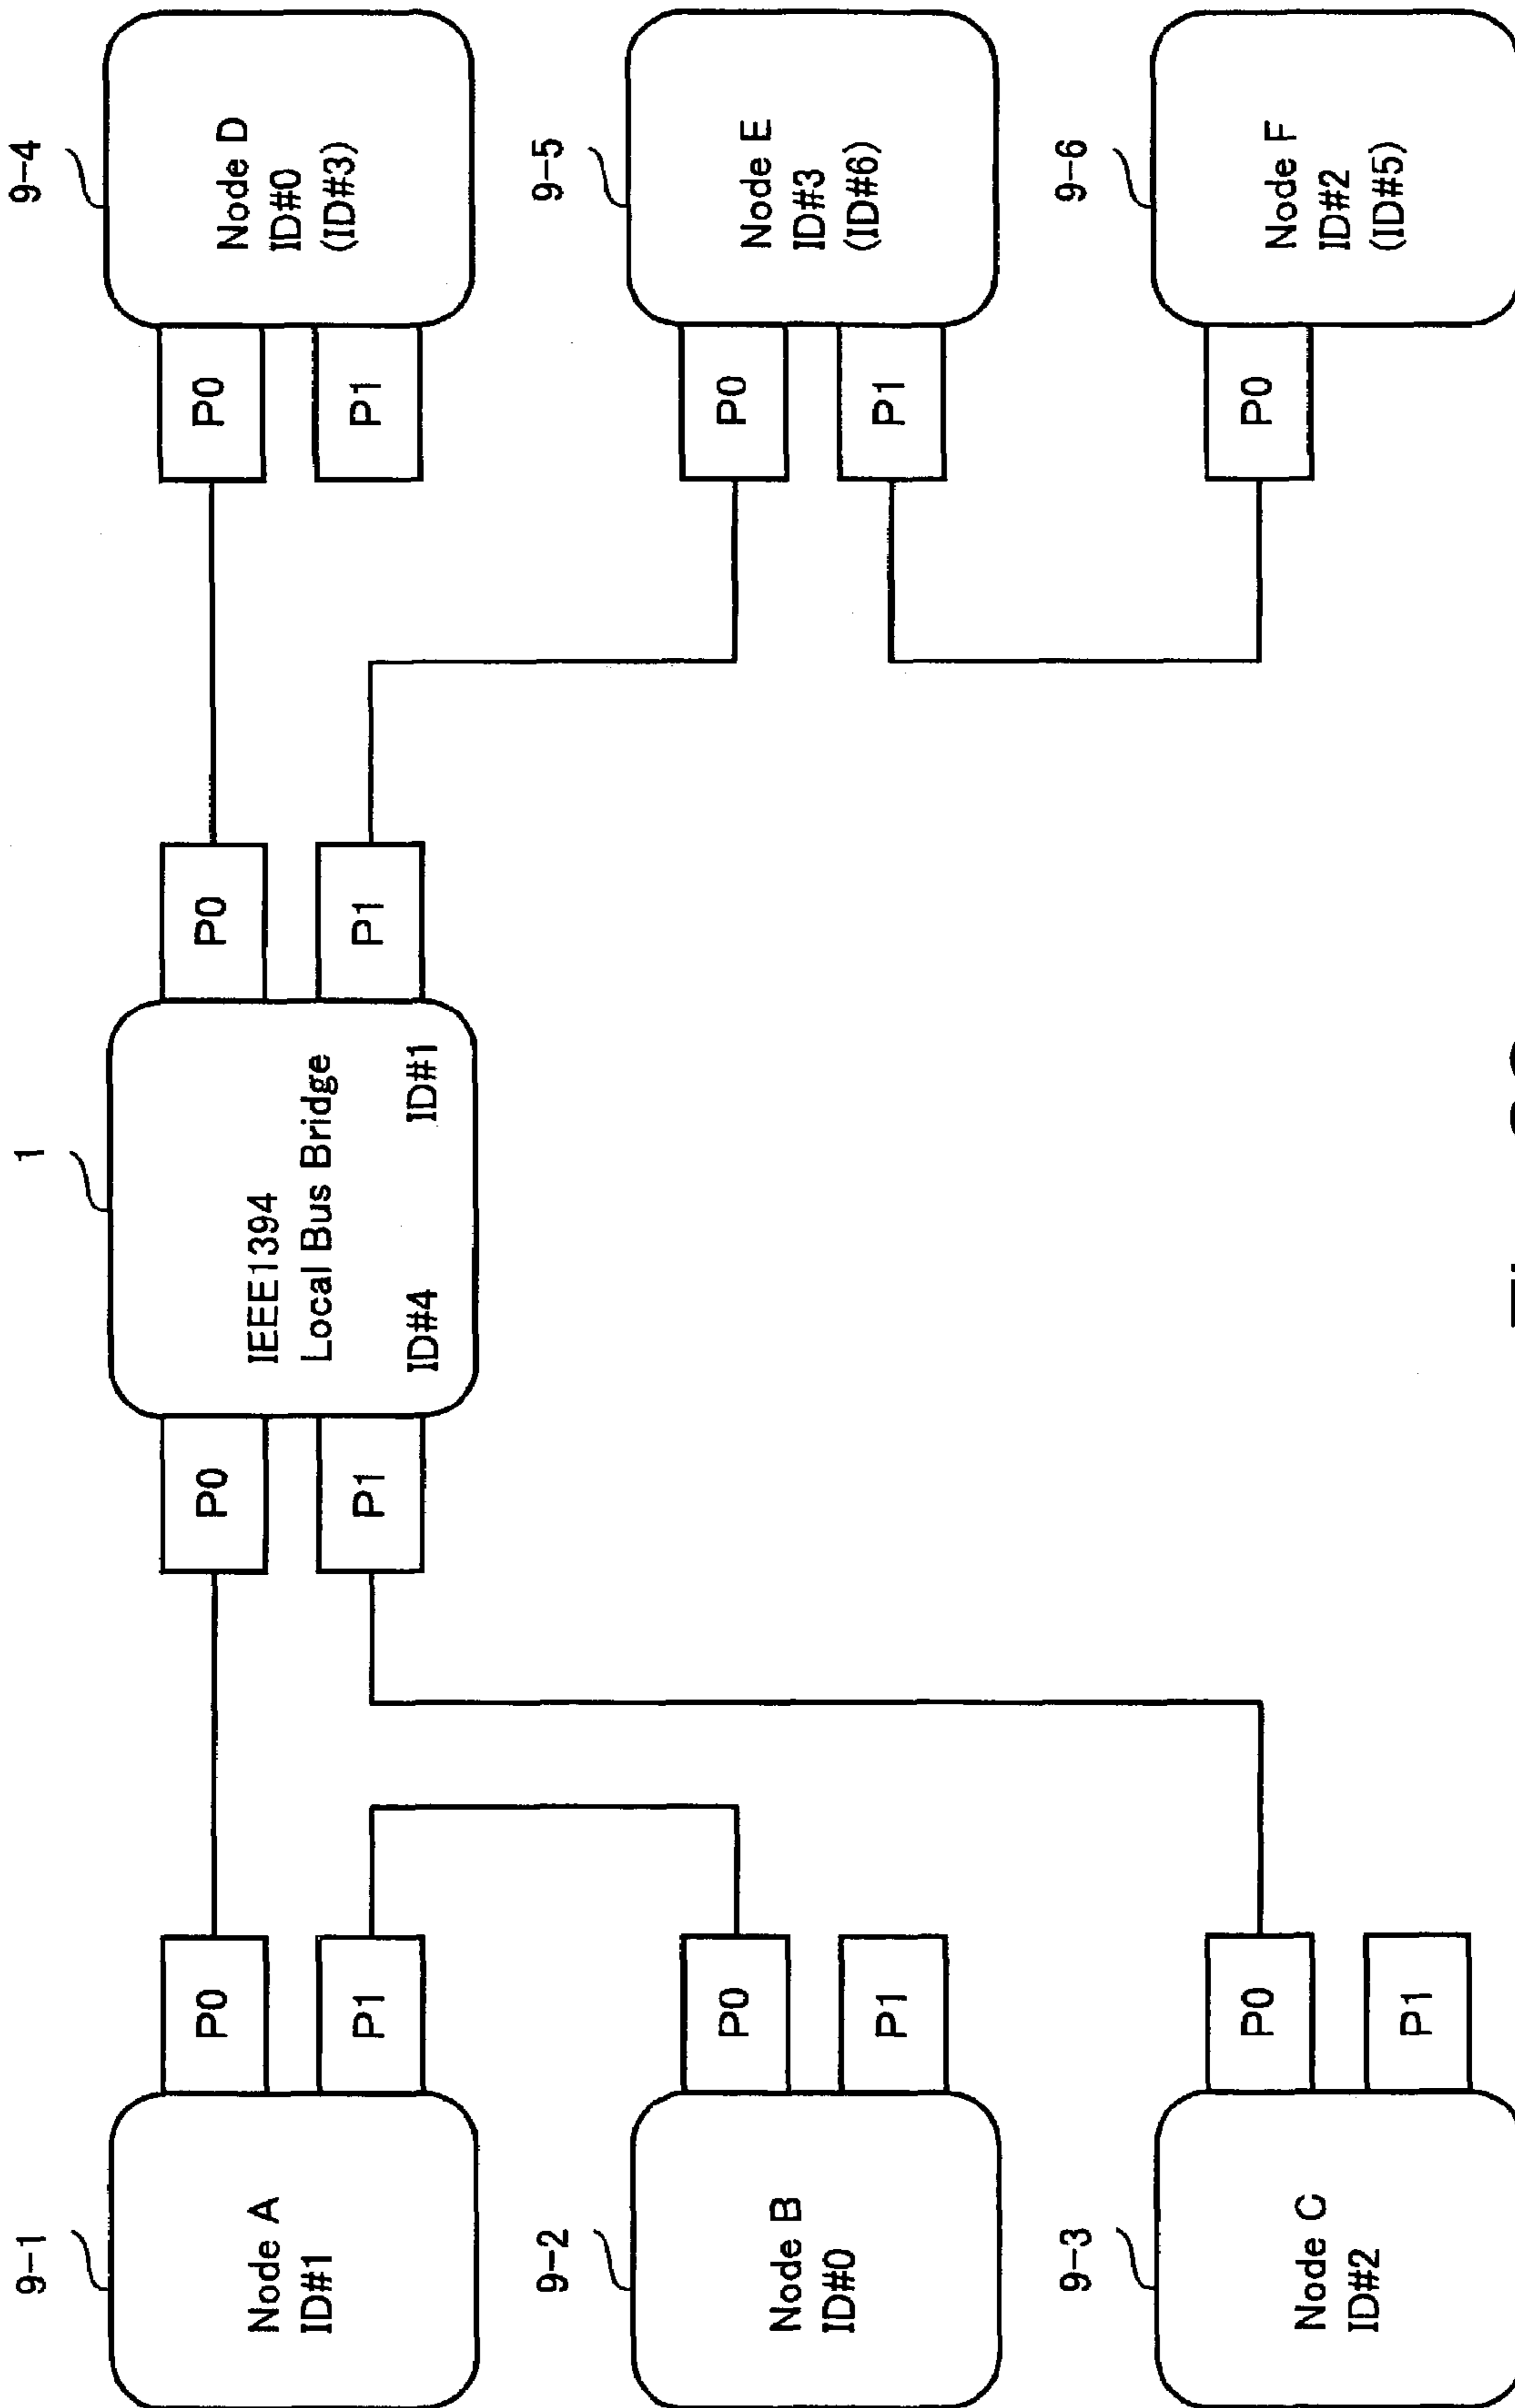 9-1
Node A
ID#1
P0
P1
9-2
Node B
ID#0
P0
P1
9-3
Node C
ID#2
P0
P1
1
IEEE1394
Local Bus Bridge
ID#4
ID#1
P0
P1
P0
P1
9-4
Node D
ID#0
(ID#3)
P0
P1
9-5
Node E
ID#3
(ID#6)
P0
P1
9-6
Node F
ID#2
(ID#5)
P0